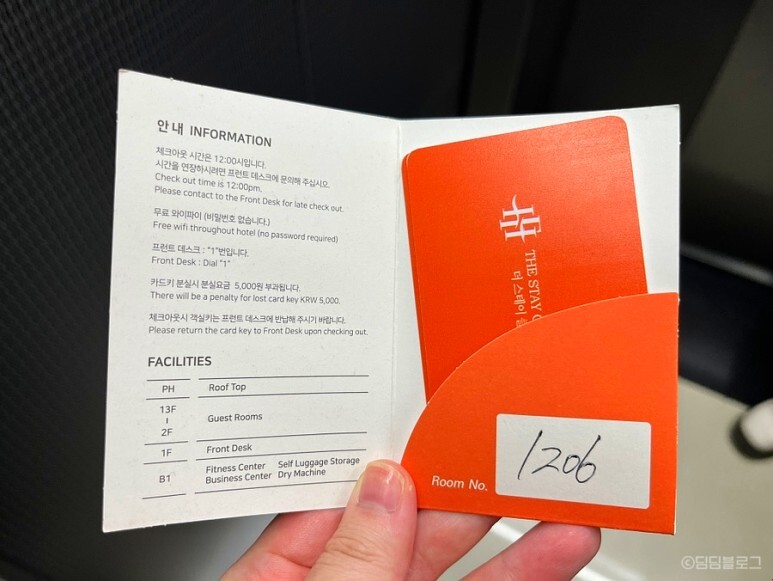 안내 INFORMATION
체크아웃 시간은 12:00시입니다.
시간을 연장하시려면 프런트 데스크에 문의해 주십시오.
Check out time is 12:00pm.
Please contact to the Front Desk for late check out.
무료 와이파이 (비밀번호 없습니다.)
Free wifi throughout hotel (no password required)
프런트 데스크 : "1"번입니다.
Front Desk : Dial "1"
카드키 분실시 분실요금 5,000원 부과됩니다.
There will be a penalty for lost card key KRW 5,000.
체크아웃시 객실키는 프런트 데스크에 반납해 주시기 바랍니다.
Please return the card key to Front Desk upon checking out.
FACILITIES
PH Roof Top
13F
~
2F
Guest Rooms
1F Front Desk
B1
Fitness Center Self Luggage Storage
Business Center Dry Machine
THE STAY
더 스테이
Room No. 1206
©딤딤블로그